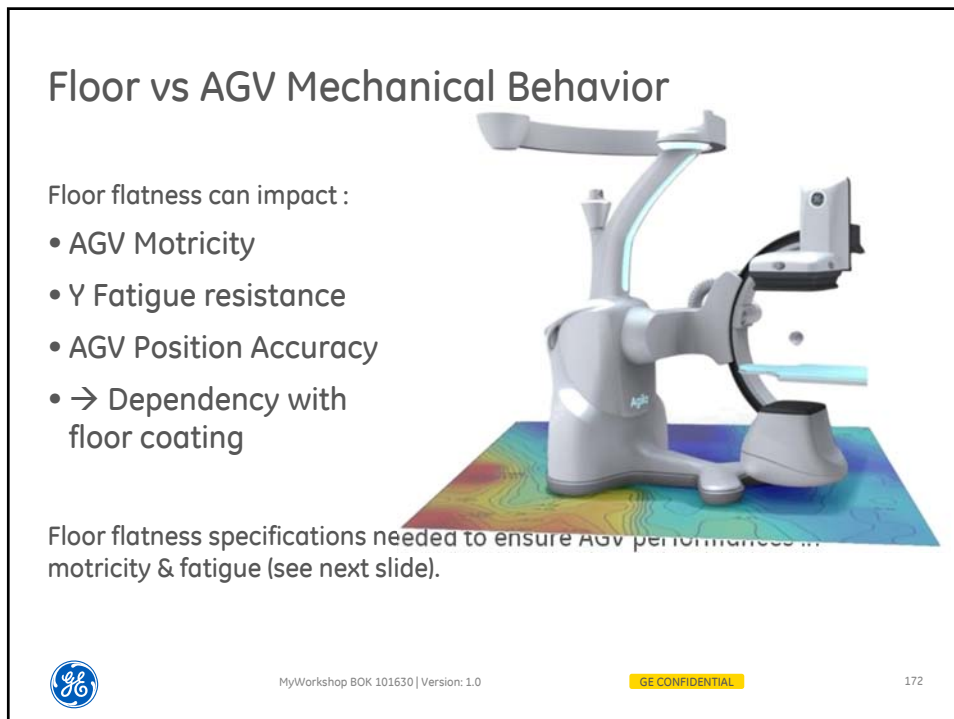 Floor vs AGV Mechanical Behavior
Floor flatness can impact :
• AGV Motricity
• Y Fatigue resistance
• AGV Position Accuracy
• → Dependency with
floor coating
Floor flatness specifications needed to ensure AGV performances in
motricity & fatigue (see next slide).
MyWorkshop BOK 101630 | Version: 1.0
GE CONFIDENTIAL
172